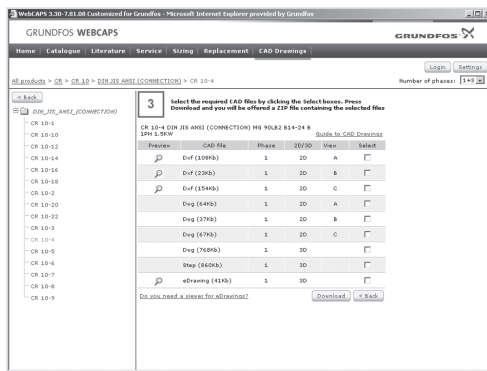 WebCAPS 3.30-7.81.08 Customized for Grundfos - Microsoft Internet Explorer provided by Grundfos
GRUNDFOS WEBCAPS
GRUNDFOS
Home Catalogue Literature Service Sizing Replacement CAD Drawings
Login Settings
All products > CR > CR 10 > DIN JIS ANSI (CONNECTION) > CR 10-4
Number of phases: 1+3
< Back
DIN_JIS_ANSI_(CONNECTION)
CR 10-1
CR 10-10
CR 10-12
CR 10-14
CR 10-16
CR 10-18
CR 10-2
CR 10-20
CR 10-22
CR 10-3
CR 10-4
CR 10-5
CR 10-6
CR 10-7
CR 10-8
CR 10-9
3
Select the required CAD files by clicking the Select boxes. Press
Download and you will be offered a ZIP file containing the selected files
CR 10-4 DIN JIS ANSI (CONNECTION) MG 90LB2 B14-24 B
1PH 1.5KW
Guide to CAD Drawings
Preview CAD file Phase 2D/3D View Select
Dxf (108Kb) 1 2D A
Dxf (23Kb) 1 2D B
Dxf (154Kb) 1 2D C
Dwg (64Kb) 1 2D A
Dwg (37Kb) 1 2D B
Dwg (67Kb) 1 2D C
Dwg (768Kb) 1 3D
Step (860Kb) 1 3D
eDrawing (41Kb) 1 3D
Do you need a viewer for eDrawings?
Download < Back